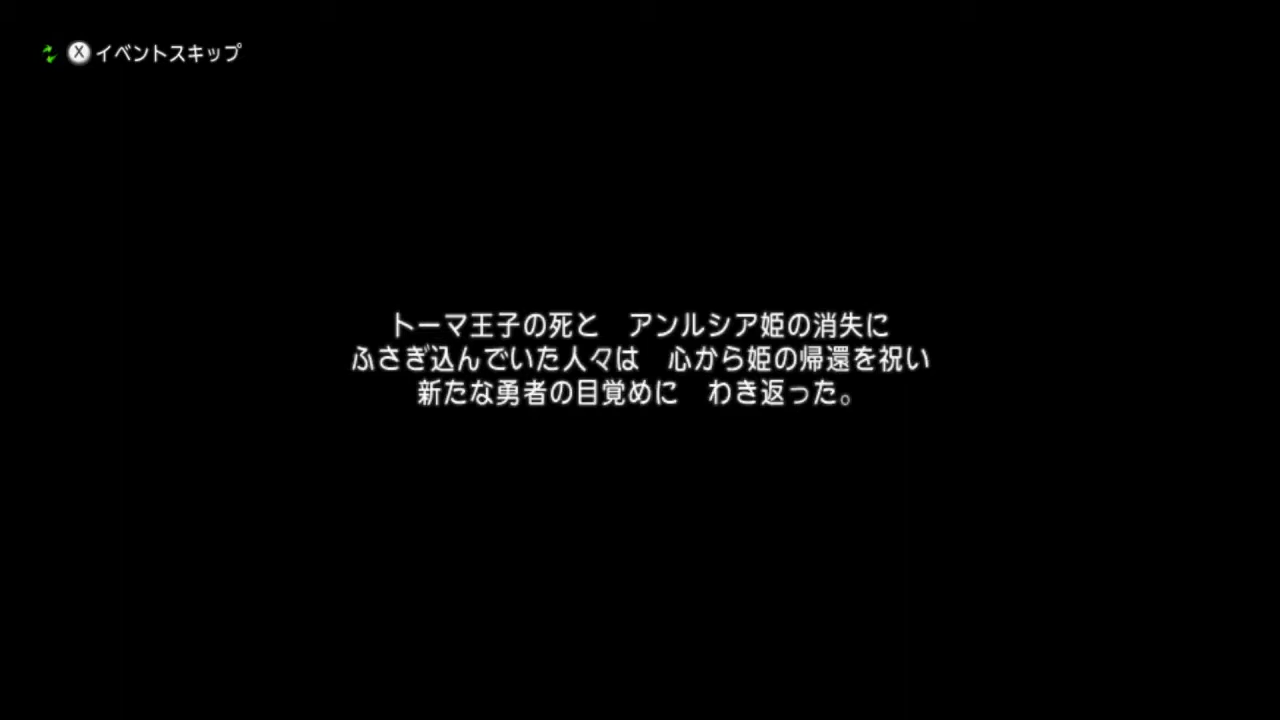 Ⓧイベントスキップ
トーマ王子の死と　アンルシア姫の消失に
ふさぎ込んでいた人々は　心から姫の帰還を祝い
新たな勇者の目覚めに　わき返った。